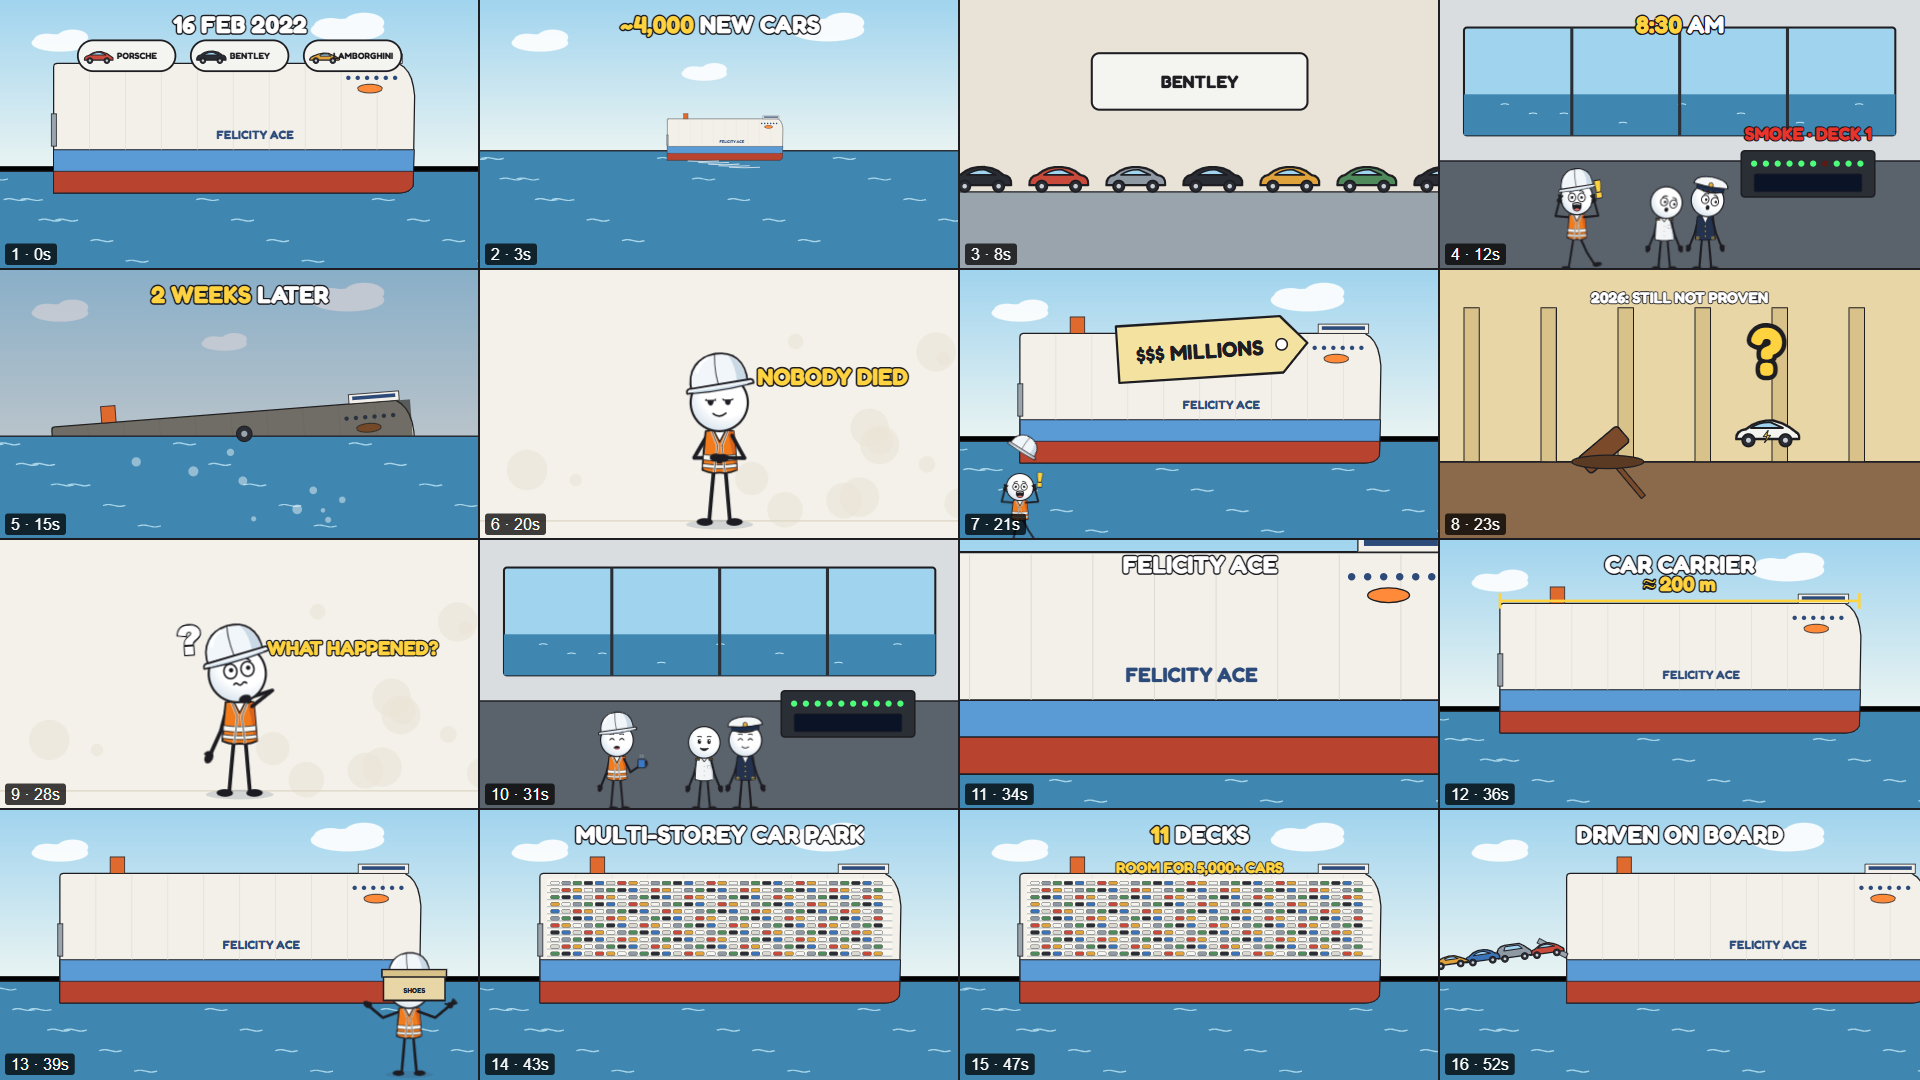 16 FEB 2022
PORSCHE
BENTLEY
LAMBORGHINI
FELICITY ACE
1 · 0s
~4,000 NEW CARS
FELICITY ACE
2 · 3s
BENTLEY
3 · 8s
8:30 AM
SMOKE · DECK 1
4 · 12s
2 WEEKS LATER
5 · 15s
NOBODY DIED
6 · 20s
$$$ MILLIONS
FELICITY ACE
7 · 21s
2026: STILL NOT PROVEN
?
8 · 23s
?
WHAT HAPPENED?
9 · 28s
10 · 31s
FELICITY ACE
FELICITY ACE
11 · 34s
CAR CARRIER
≈ 200 m
FELICITY ACE
12 · 36s
FELICITY ACE
SHOES
13 · 39s
MULTI-STOREY CAR PARK
14 · 43s
11 DECKS
ROOM FOR 5,000+ CARS
15 · 47s
DRIVEN ON BOARD
FELICITY ACE
16 · 52s